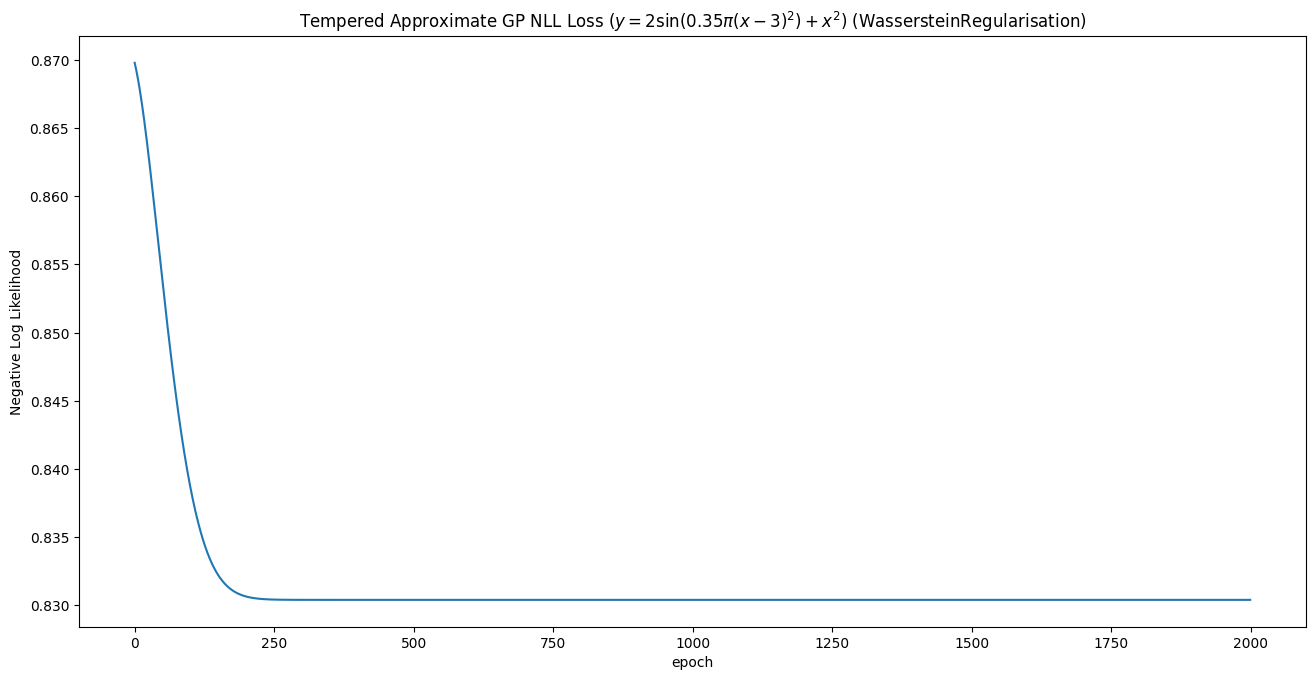 Tempered Approximate GP NLL Loss (y = 2sin(0.35π(x − 3)²) + x²) (WassersteinRegularisation)
0.870
0.865
0.860
0.855
0.850
0.845
0.840
0.835
0.830
Negative Log Likelihood
0 250 500 750 1000 1250 1500 1750 2000
epoch